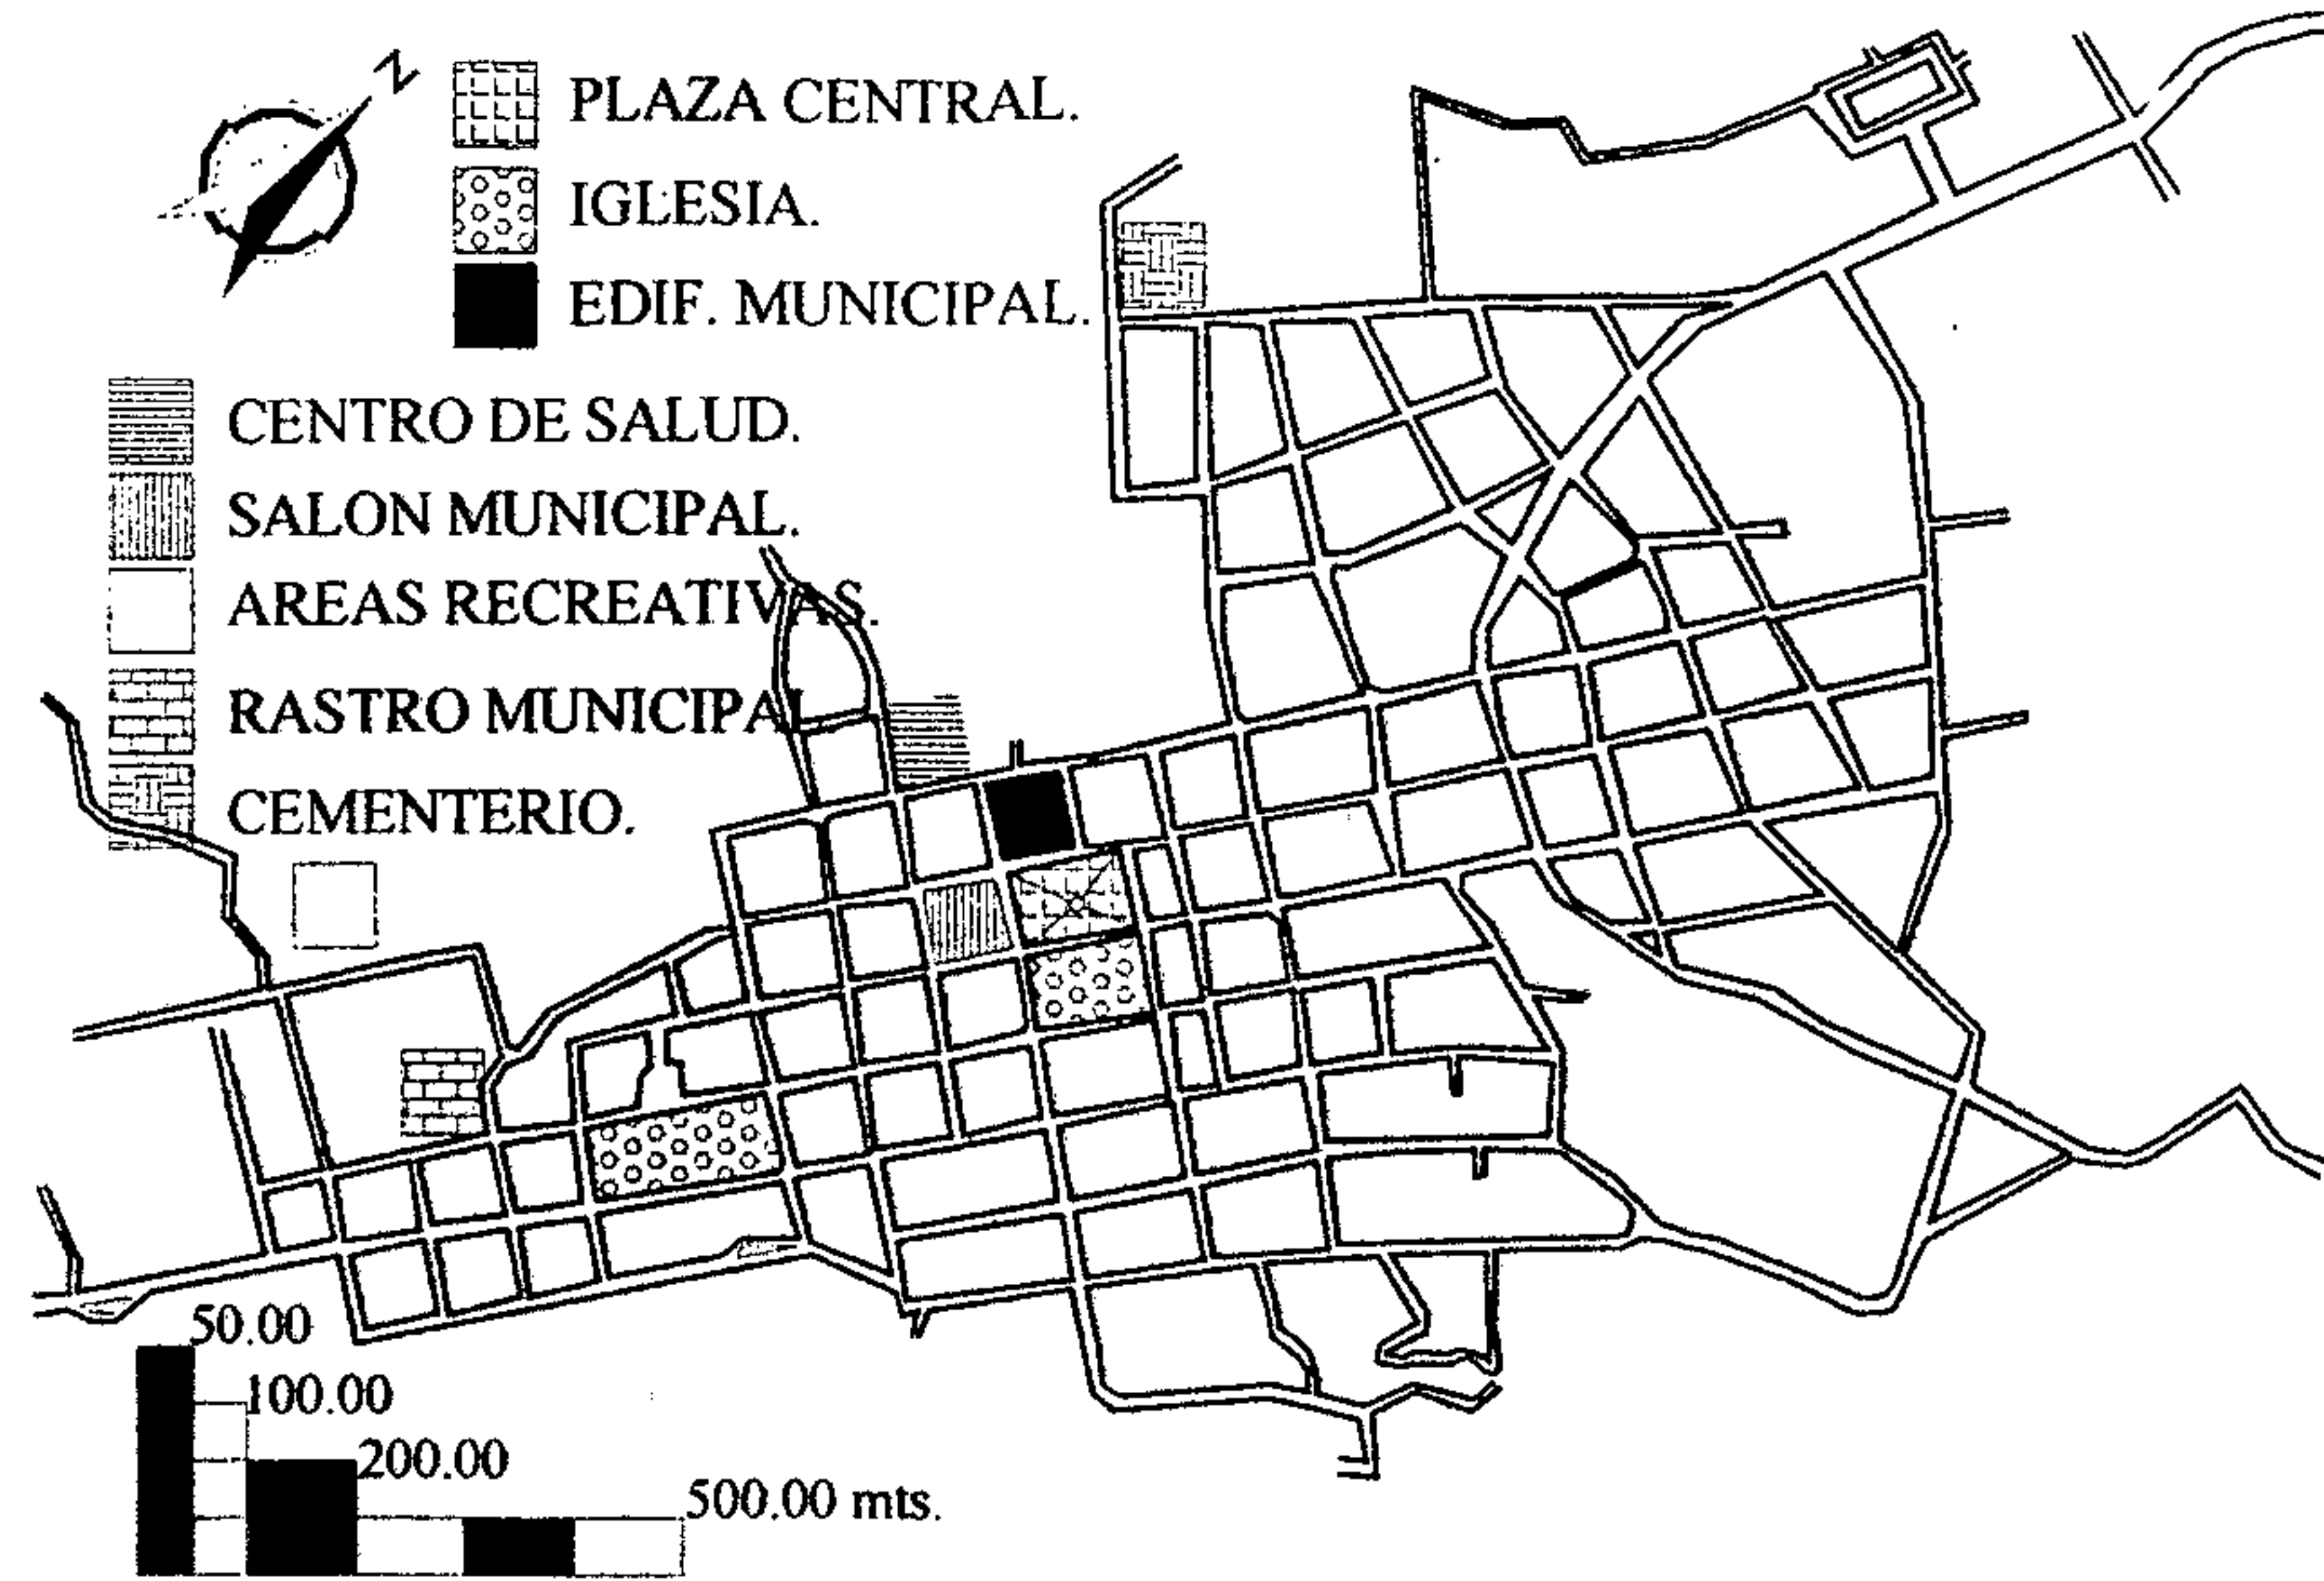 N
PLAZA CENTRAL.
IGLESIA.
EDIF. MUNICIPAL.
CENTRO DE SALUD.
SALON MUNICIPAL.
AREAS RECREATIVAS.
RASTRO MUNICIPAL
CEMENTERIO.
50.00
100.00
200.00
500.00 mts.